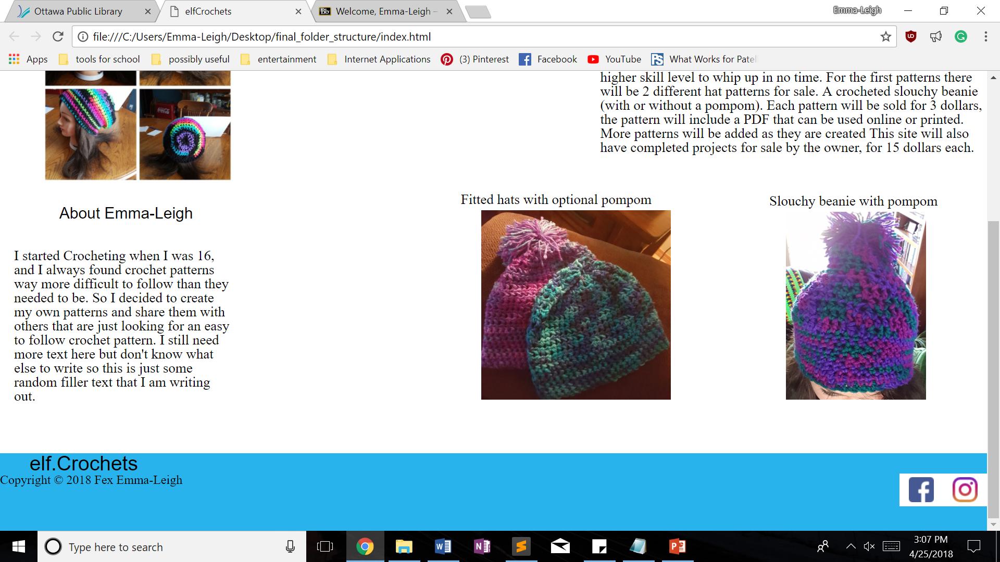 Ottawa Public Library
elfCrochets
Welcome, Emma-Leigh –
Emma-Leigh
file:///C:/Users/Emma-Leigh/Desktop/final_folder_structure/index.html
Apps
tools for school
possibly useful
entertainment
Internet Applications
(3) Pinterest
Facebook
YouTube
What Works for Patel
higher skill level to whip up in no time. For the first patterns there
will be 2 different hat patterns for sale. A crocheted slouchy beanie
(with or without a pompom). Each pattern will be sold for 3 dollars,
the pattern will include a PDF that can be used online or printed.
More patterns will be added as they are created This site will also
have completed projects for sale by the owner, for 15 dollars each.
Fitted hats with optional pompom
Slouchy beanie with pompom
About Emma-Leigh
I started Crocheting when I was 16,
and I always found crochet patterns
way more difficult to follow than they
needed to be. So I decided to create
my own patterns and share them with
others that are just looking for an easy
to follow crochet pattern. I still need
more text here but don't know what
else to write so this is just some
random filler text that I am writing
out.
elf.Crochets
Copyright © 2018 Fex Emma-Leigh
Type here to search
3:07 PM
4/25/2018